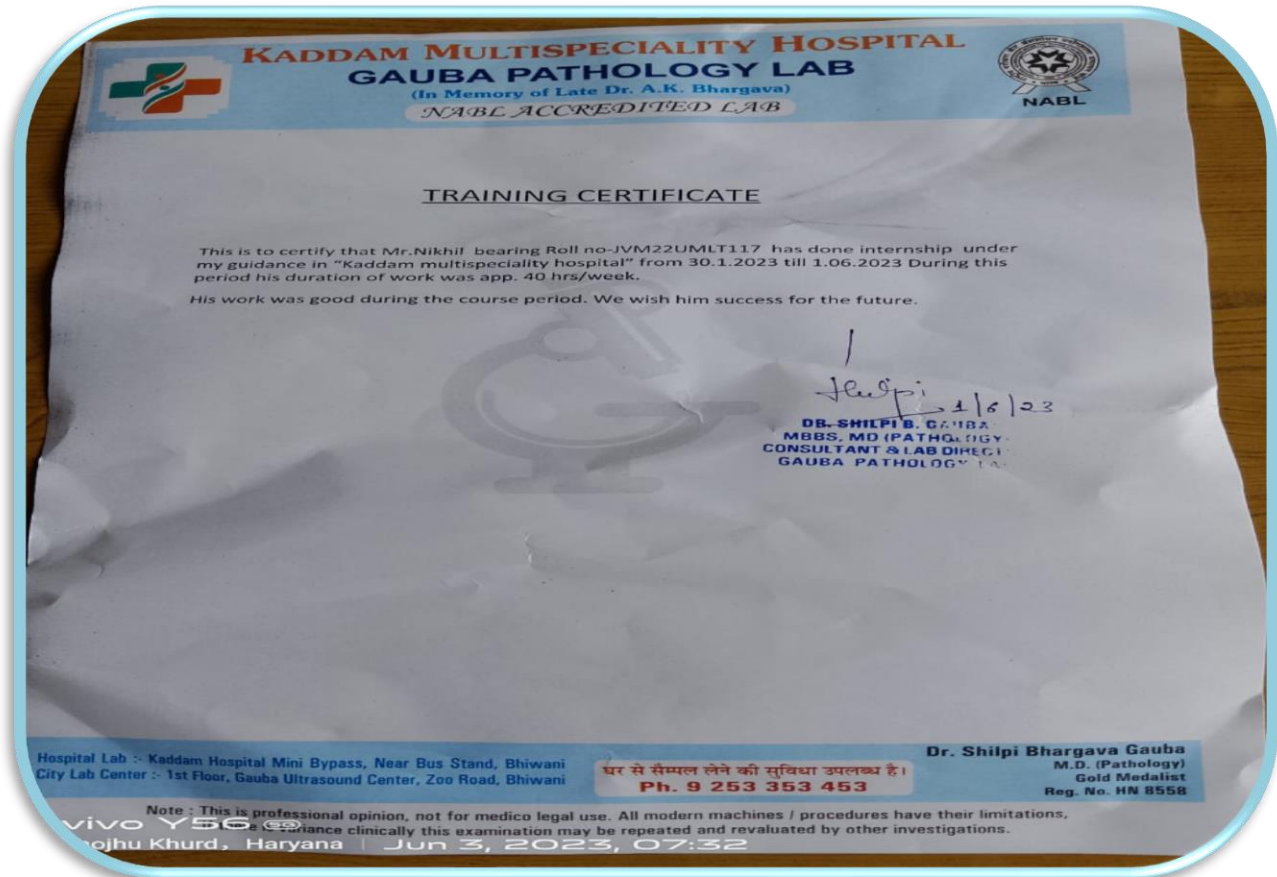 KADDAM MULTISPECIALITY HOSPITAL
GAUBA PATHOLOGY LAB
(In Memory of Late Dr. A.K. Bhargava)
NABL ACCREDITED LAB
NABL
TRAINING CERTIFICATE
This is to certify that Mr.Nikhil bearing Roll no-JVM22UMLT117 has done internship under
my guidance in “Kaddam multispeciality hospital” from 30.1.2023 till 1.06.2023 During this
period his duration of work was app. 40 hrs/week.
His work was good during the course period. We wish him success for the future.
Shilpi
1/6/23
DR. SHILPI B. GAUBA
MBBS, MD (PATHOLOGY
CONSULTANT & LAB DIRECT
GAUBA PATHOLOGY LA
Hospital Lab :- Kaddam Hospital Mini Bypass, Near Bus Stand, Bhiwani
City Lab Center :- 1st Floor, Gauba Ultrasound Center, Zoo Road, Bhiwani
घर से सैम्पल लेने की सुविधा उपलब्ध है।
Ph. 9 253 353 453
Dr. Shilpi Bhargava Gauba
M.D. (Pathology)
Gold Medalist
Reg. No. HN 8558
Note : This is professional opinion, not for medico legal use. All modern machines / procedures have their limitations,
clinically this examination may be repeated and revaluated by other investigations.
vivo Y56 5G
ojhu Khurd, Haryana | Jun 3, 2023, 07:32